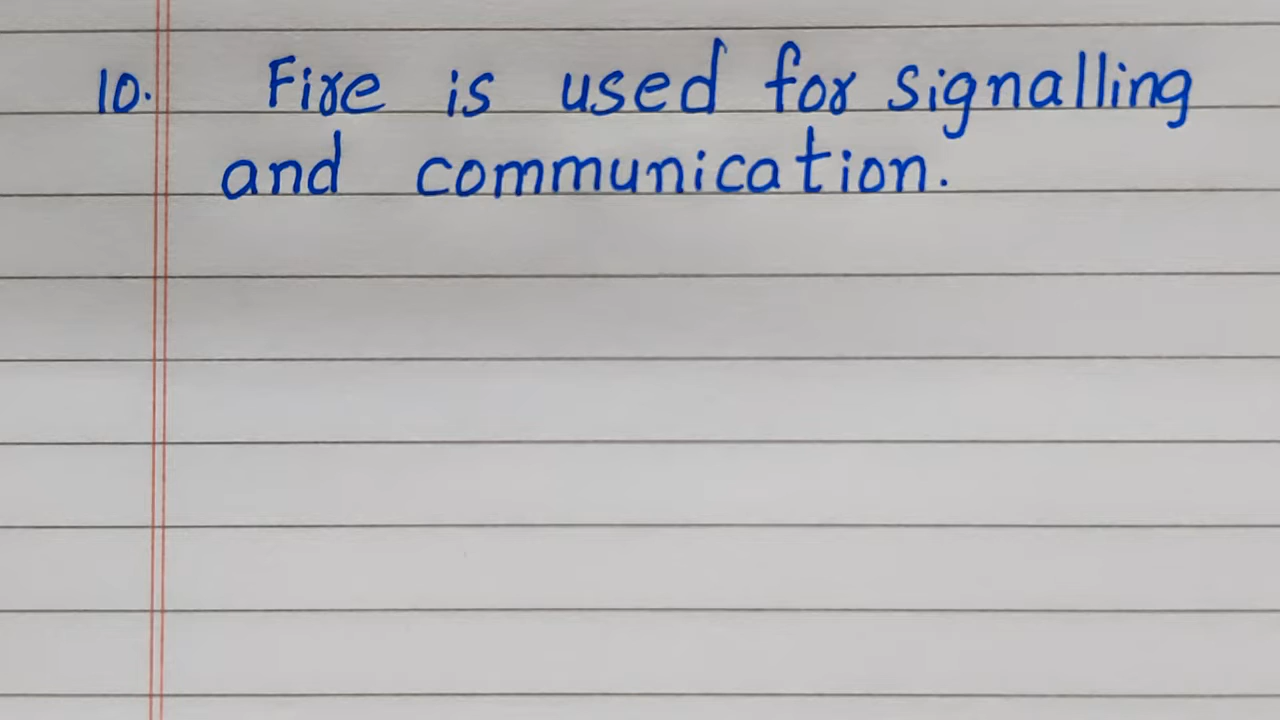 10. Fire is used for signalling
and communication.